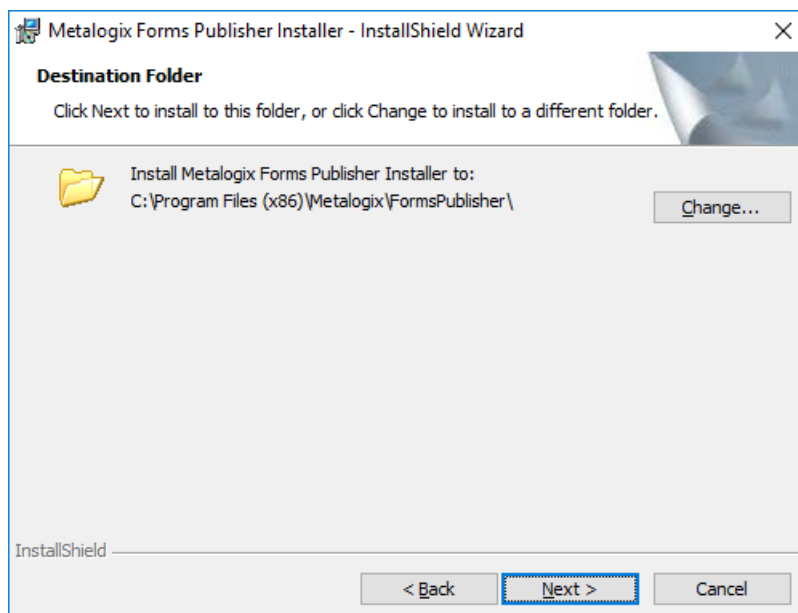 Metalogix Forms Publisher Installer - InstallShield Wizard
Destination Folder
Click Next to install to this folder, or click Change to install to a different folder.
Install Metalogix Forms Publisher Installer to:
C:\Program Files (x86)\Metalogix\FormsPublisher\
Change...
InstallShield
< Back
Next >
Cancel